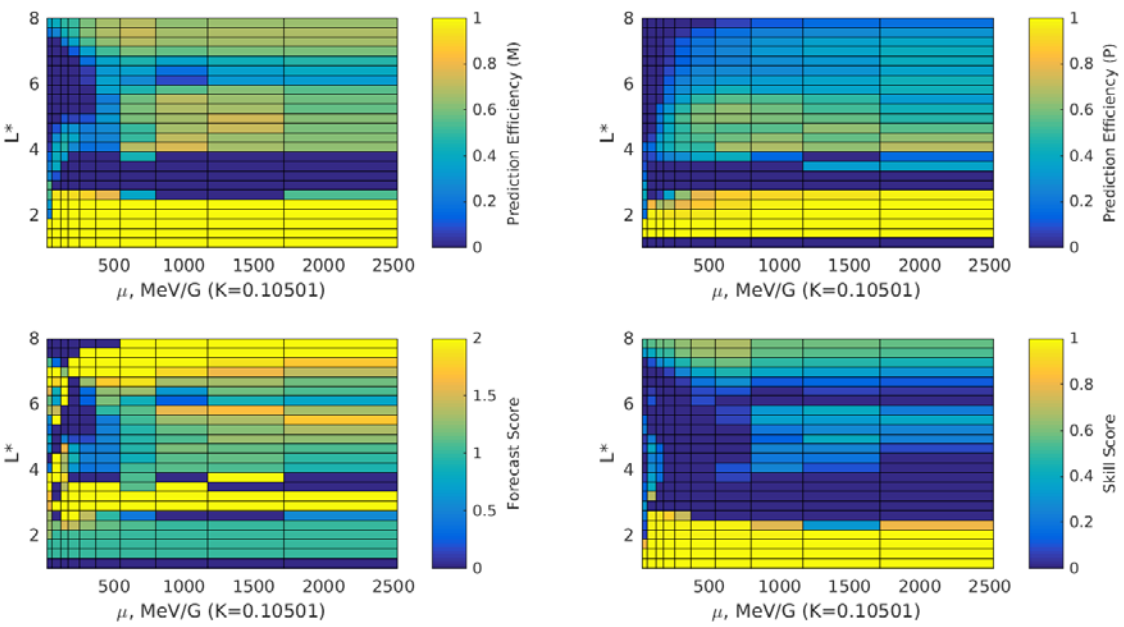 8
6
4
2
L*
500 1000 1500 2000 2500
μ, MeV/G (K=0.10501)
1
0.8
0.6
0.4
0.2
0
Prediction Efficiency (M)
8
6
4
2
L*
500 1000 1500 2000 2500
μ, MeV/G (K=0.10501)
1
0.8
0.6
0.4
0.2
0
Prediction Efficiency (P)
8
6
4
2
L*
500 1000 1500 2000 2500
μ, MeV/G (K=0.10501)
2
1.5
1
0.5
0
Forecast Score
8
6
4
2
L*
500 1000 1500 2000 2500
μ, MeV/G (K=0.10501)
1
0.8
0.6
0.4
0.2
0
Skill Score